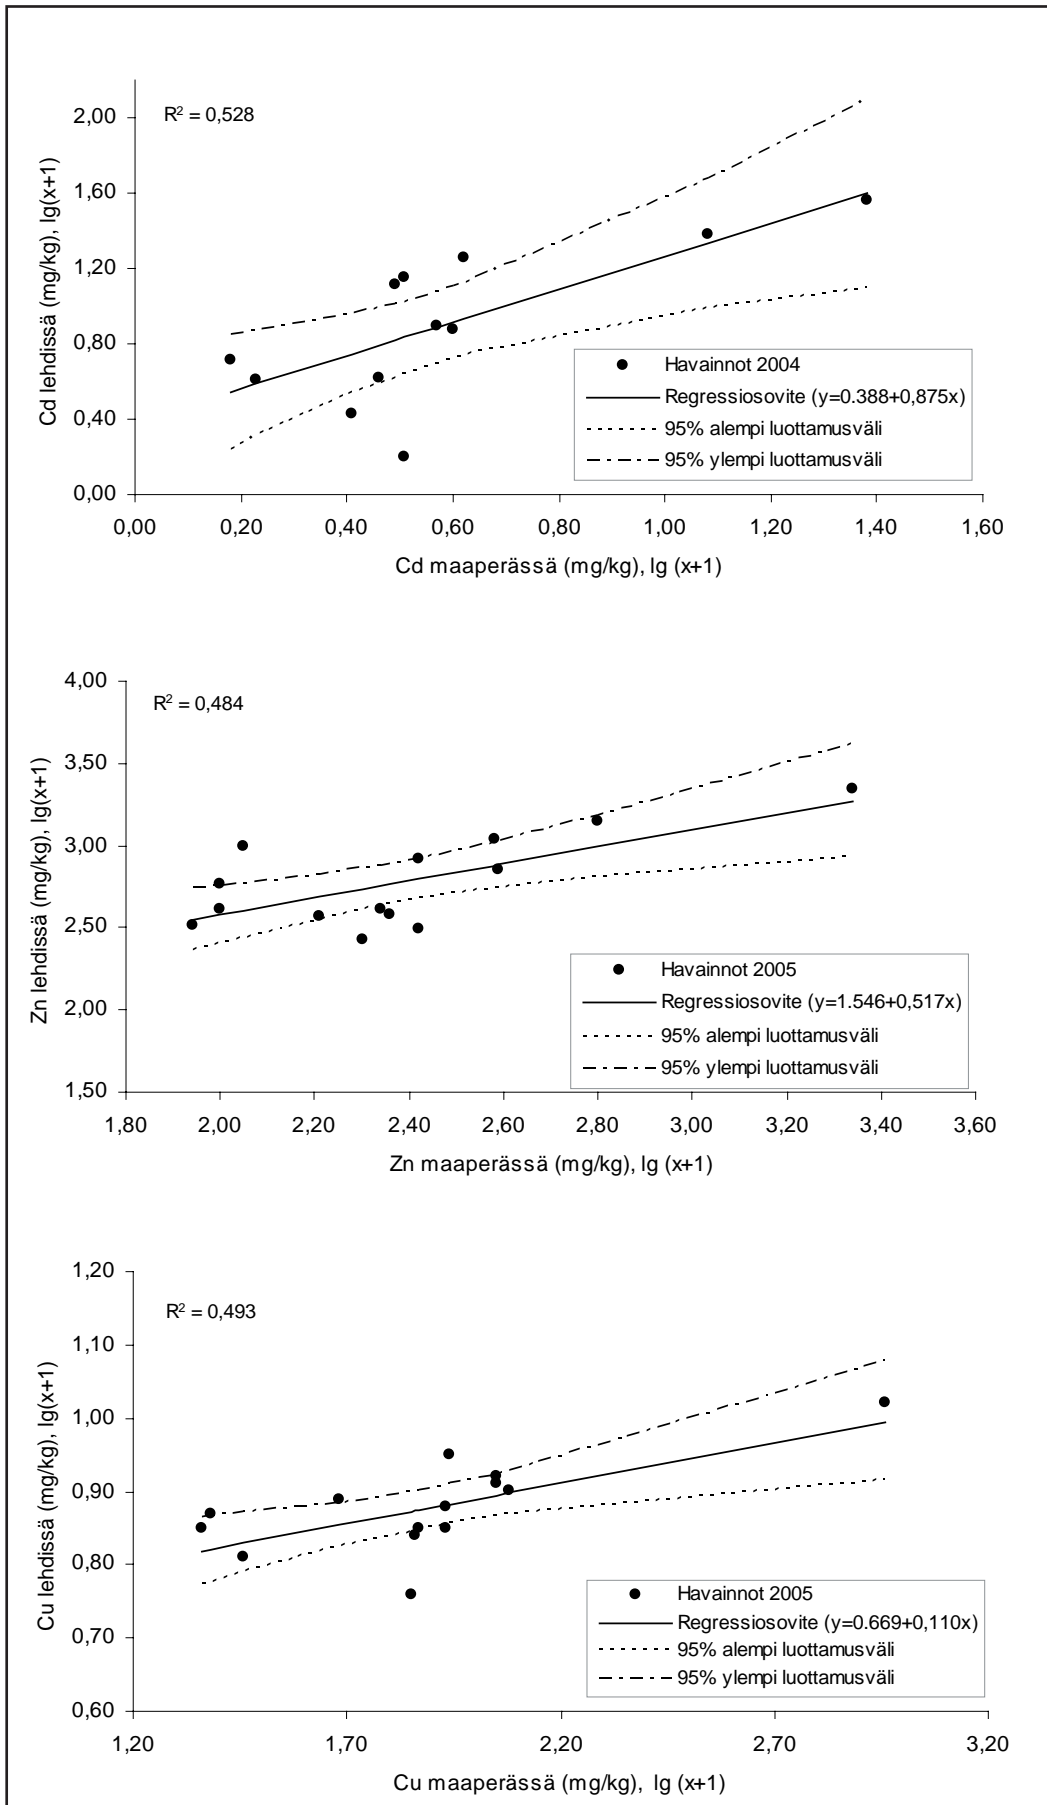 R² = 0,528
Cd lehdissä (mg/kg), lg(x+1)
2,00
1,60
1,20
0,80
0,40
0,00
Havainnot 2004
Regressiosovite (y=0.388+0,875x)
95% alempi luottamusväli
95% ylempi luottamusväli
0,00 0,20 0,40 0,60 0,80 1,00 1,20 1,40 1,60
Cd maaperässä (mg/kg), lg (x+1)
R² = 0,484
Zn lehdissä (mg/kg), lg(x+1)
4,00
3,50
3,00
2,50
2,00
1,50
Havainnot 2005
Regressiosovite (y=1.546+0,517x)
95% alempi luottamusväli
95% ylempi luottamusväli
1,80 2,00 2,20 2,40 2,60 2,80 3,00 3,20 3,40 3,60
Zn maaperässä (mg/kg), lg (x+1)
R² = 0,493
Cu lehdissä (mg/kg), lg(x+1)
1,20
1,10
1,00
0,90
0,80
0,70
0,60
Havainnot 2005
Regressiosovite (y=0.669+0,110x)
95% alempi luottamusväli
95% ylempi luottamusväli
1,20 1,70 2,20 2,70 3,20
Cu maaperässä (mg/kg), lg (x+1)